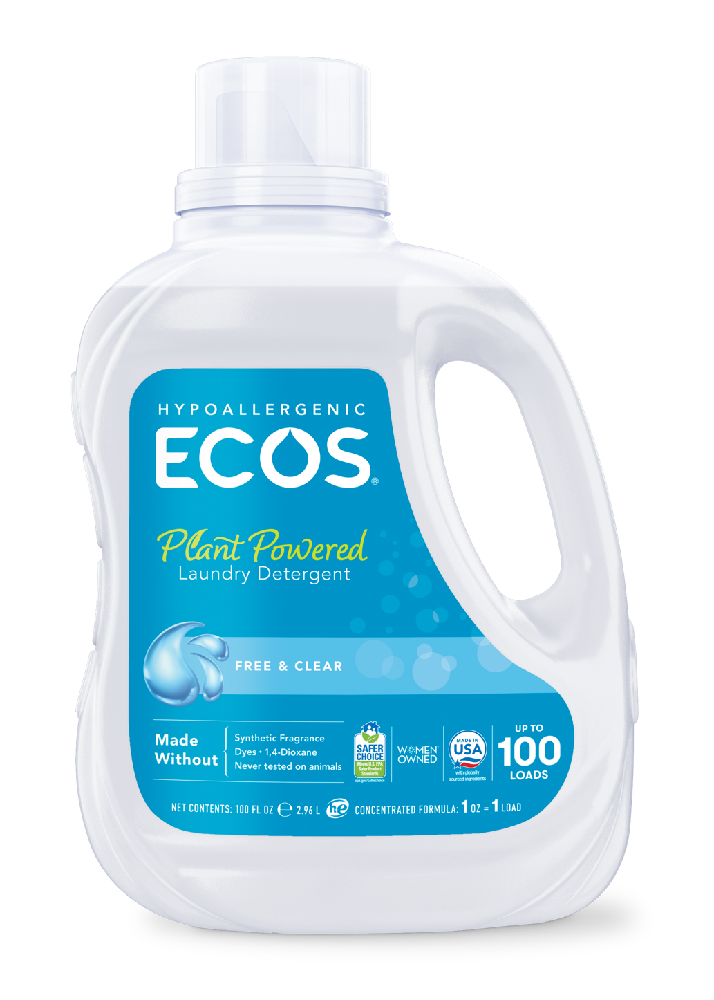 HYPOALLERGENIC
ECOS®
Plant Powered
Laundry Detergent
FREE & CLEAR
Made
Without
Synthetic Fragrance
Dyes • 1,4-Dioxane
Never tested on animals
SAFER
CHOICE
Meets U.S. EPA
Safer Product
Standards
epa.gov/saferchoice
WOMEN
OWNED
MADE IN
USA
with globally
sourced ingredients
UP TO
100
LOADS
NET CONTENTS: 100 FL OZ ℮ 2.96 L he CONCENTRATED FORMULA: 1 OZ = 1 LOAD